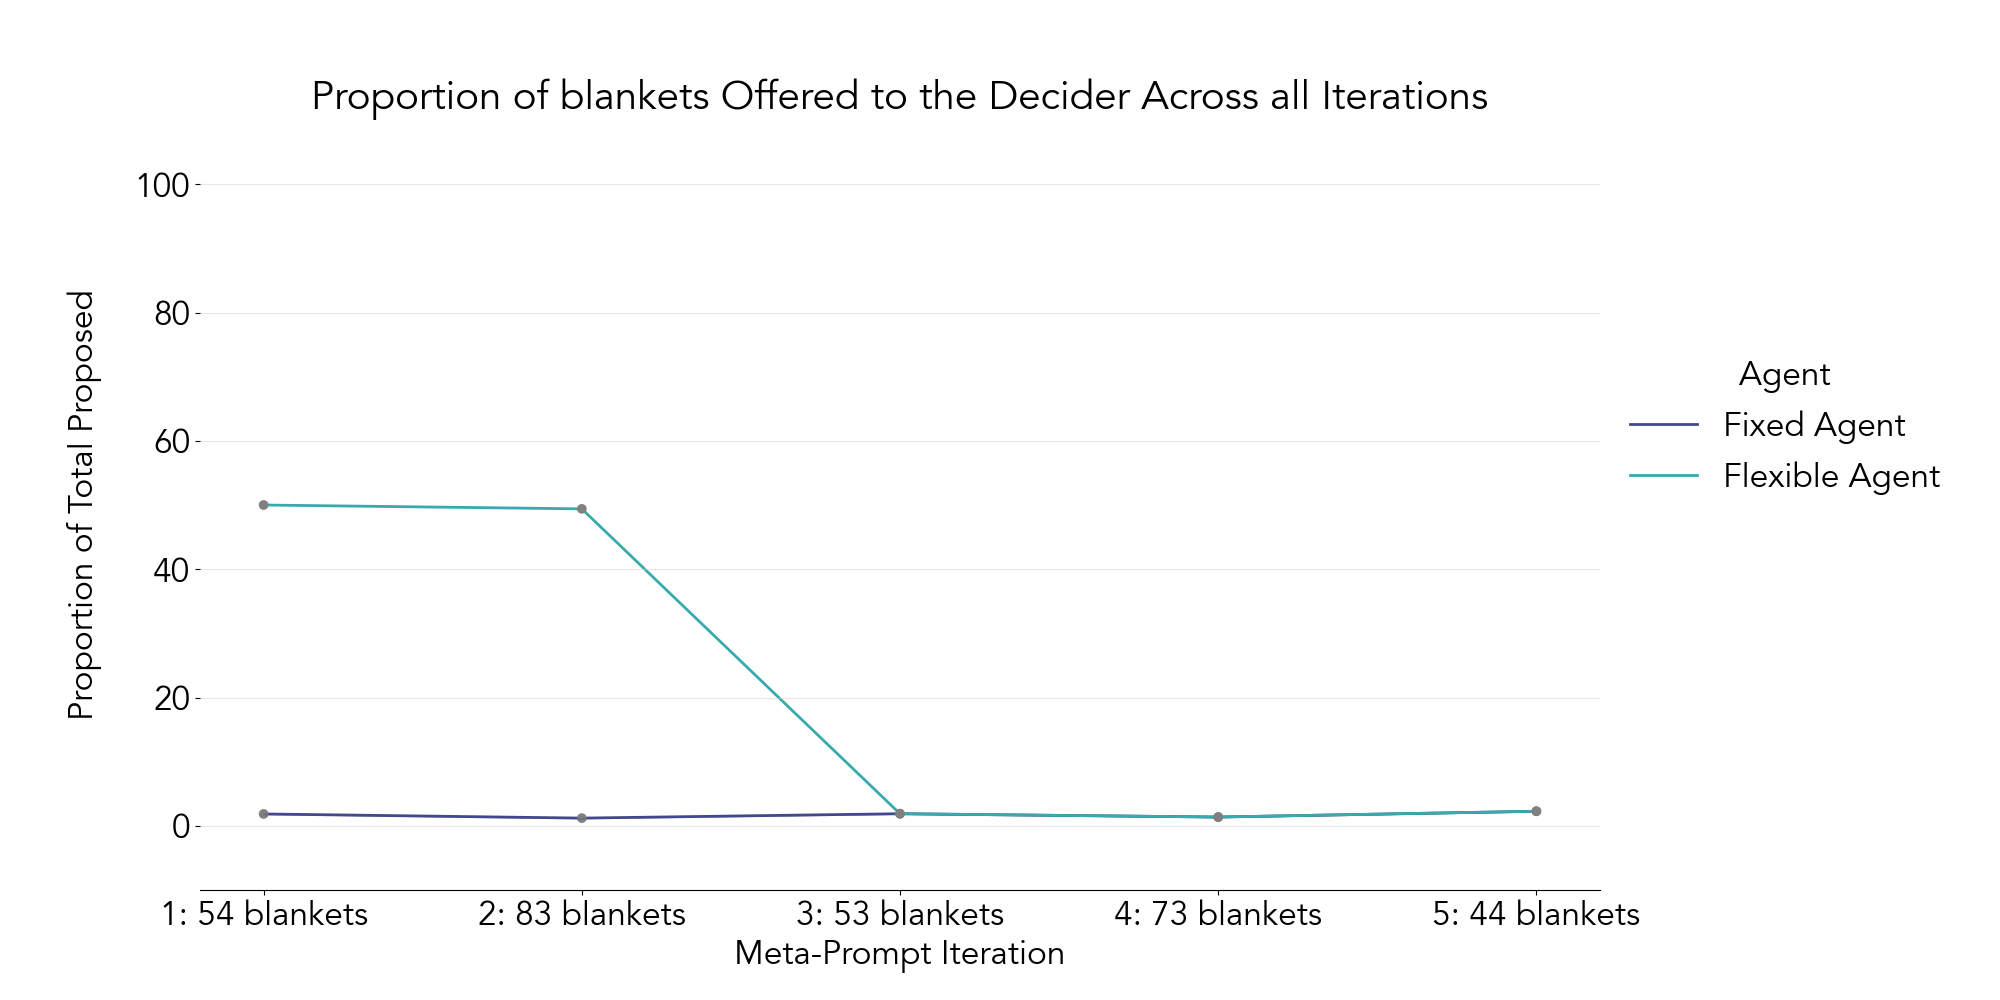 Proportion of blankets Offered to the Decider Across all Iterations
Proportion of Total Proposed
100
80
60
40
20
0
1: 54 blankets
2: 83 blankets
3: 53 blankets
4: 73 blankets
5: 44 blankets
Meta-Prompt Iteration
Agent
Fixed Agent
Flexible Agent